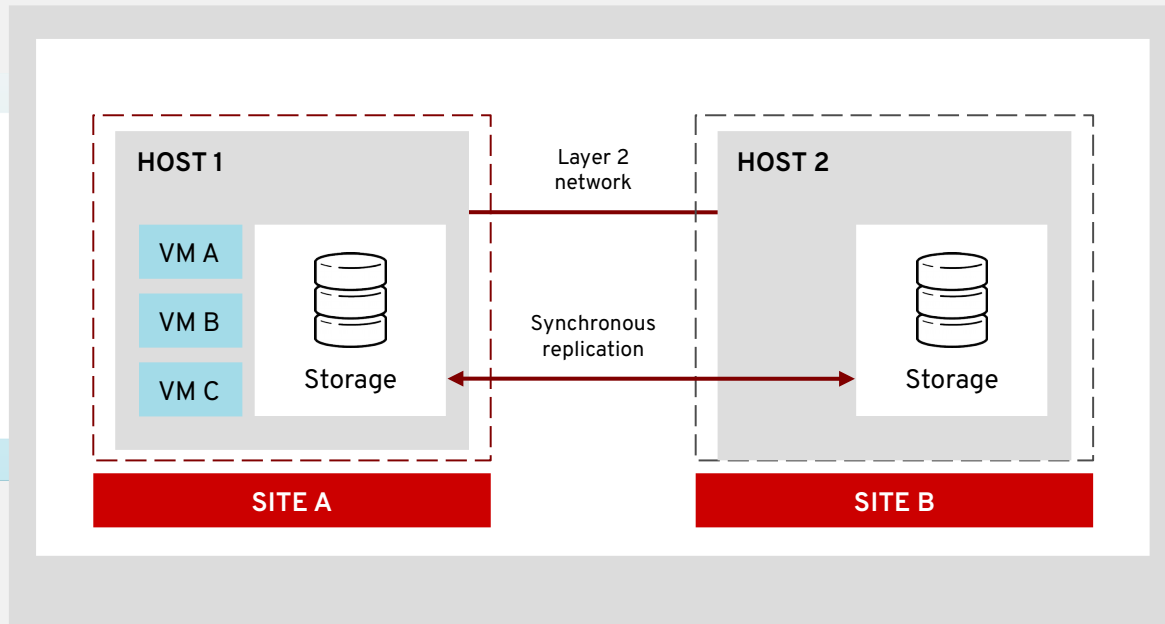 HOST 1
VM A
VM B
VM C
Storage
SITE A
Layer 2
network
Synchronous
replication
HOST 2
Storage
SITE B